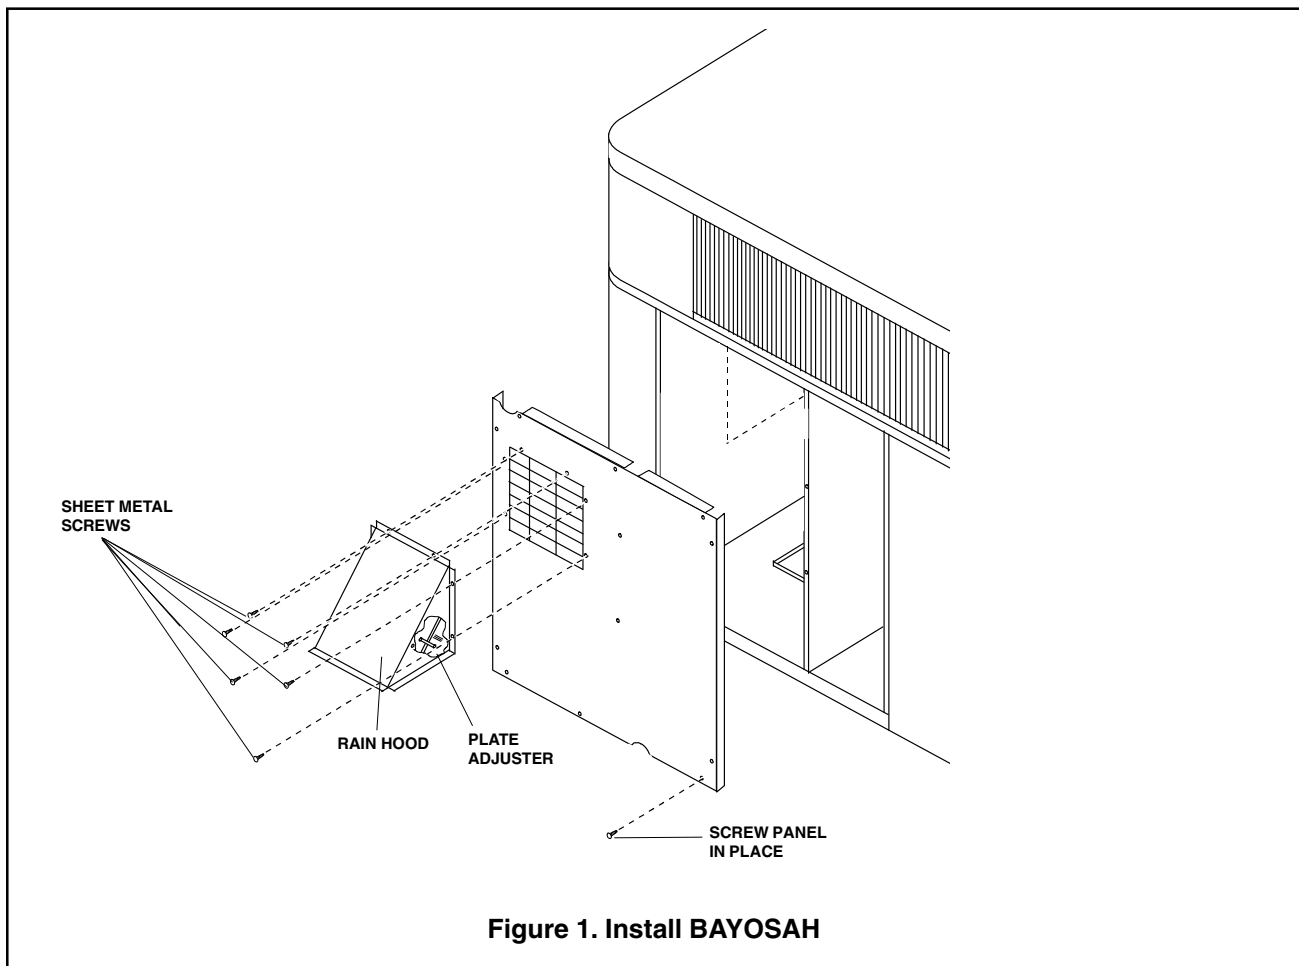 SHEET METAL
SCREWS
RAIN HOOD
PLATE
ADJUSTER
SCREW PANEL
IN PLACE
Figure 1. Install BAYOSAH